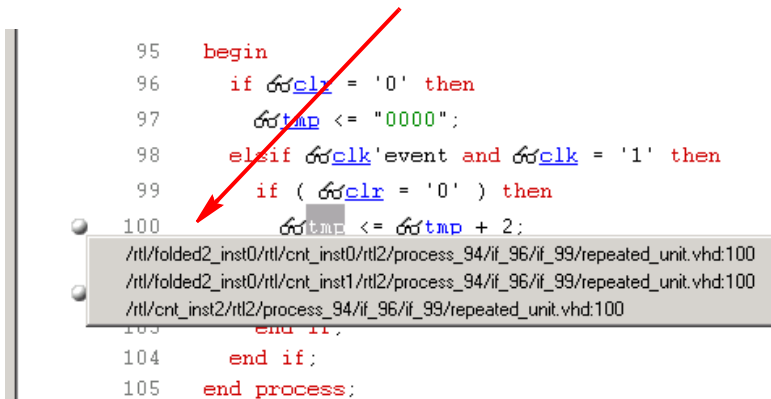 95 begin
96 if clr = '0' then
97 tmp <= "0000";
98 elsif clk'event and clk = '1' then
99 if ( clr = '0' ) then
100 tmp <= tmp + 2;
/rtl/folded2_inst0/rtl/cnt_inst0/rtl2/process_94/if_96/if_99/repeated_unit.vhd:100
/rtl/folded2_inst0/rtl/cnt_inst1/rtl2/process_94/if_96/if_99/repeated_unit.vhd:100
/rtl/cnt_inst2/rtl2/process_94/if_96/if_99/repeated_unit.vhd:100
103 end if;
104 end if;
105 end process;